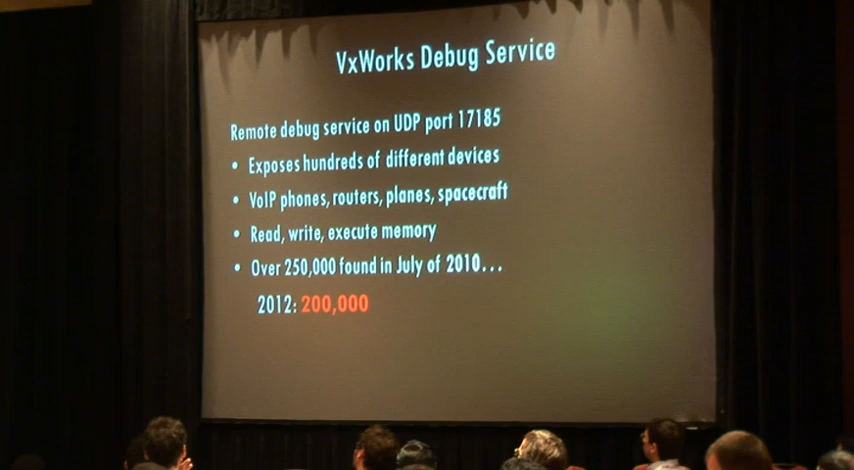 VxWorks Debug Service
Remote debug service on UDP port 17185
• Exposes hundreds of different devices
• VoIP phones, routers, planes, spacecraft
• Read, write, execute memory
• Over 250,000 found in July of 2010...
2012: 200,000